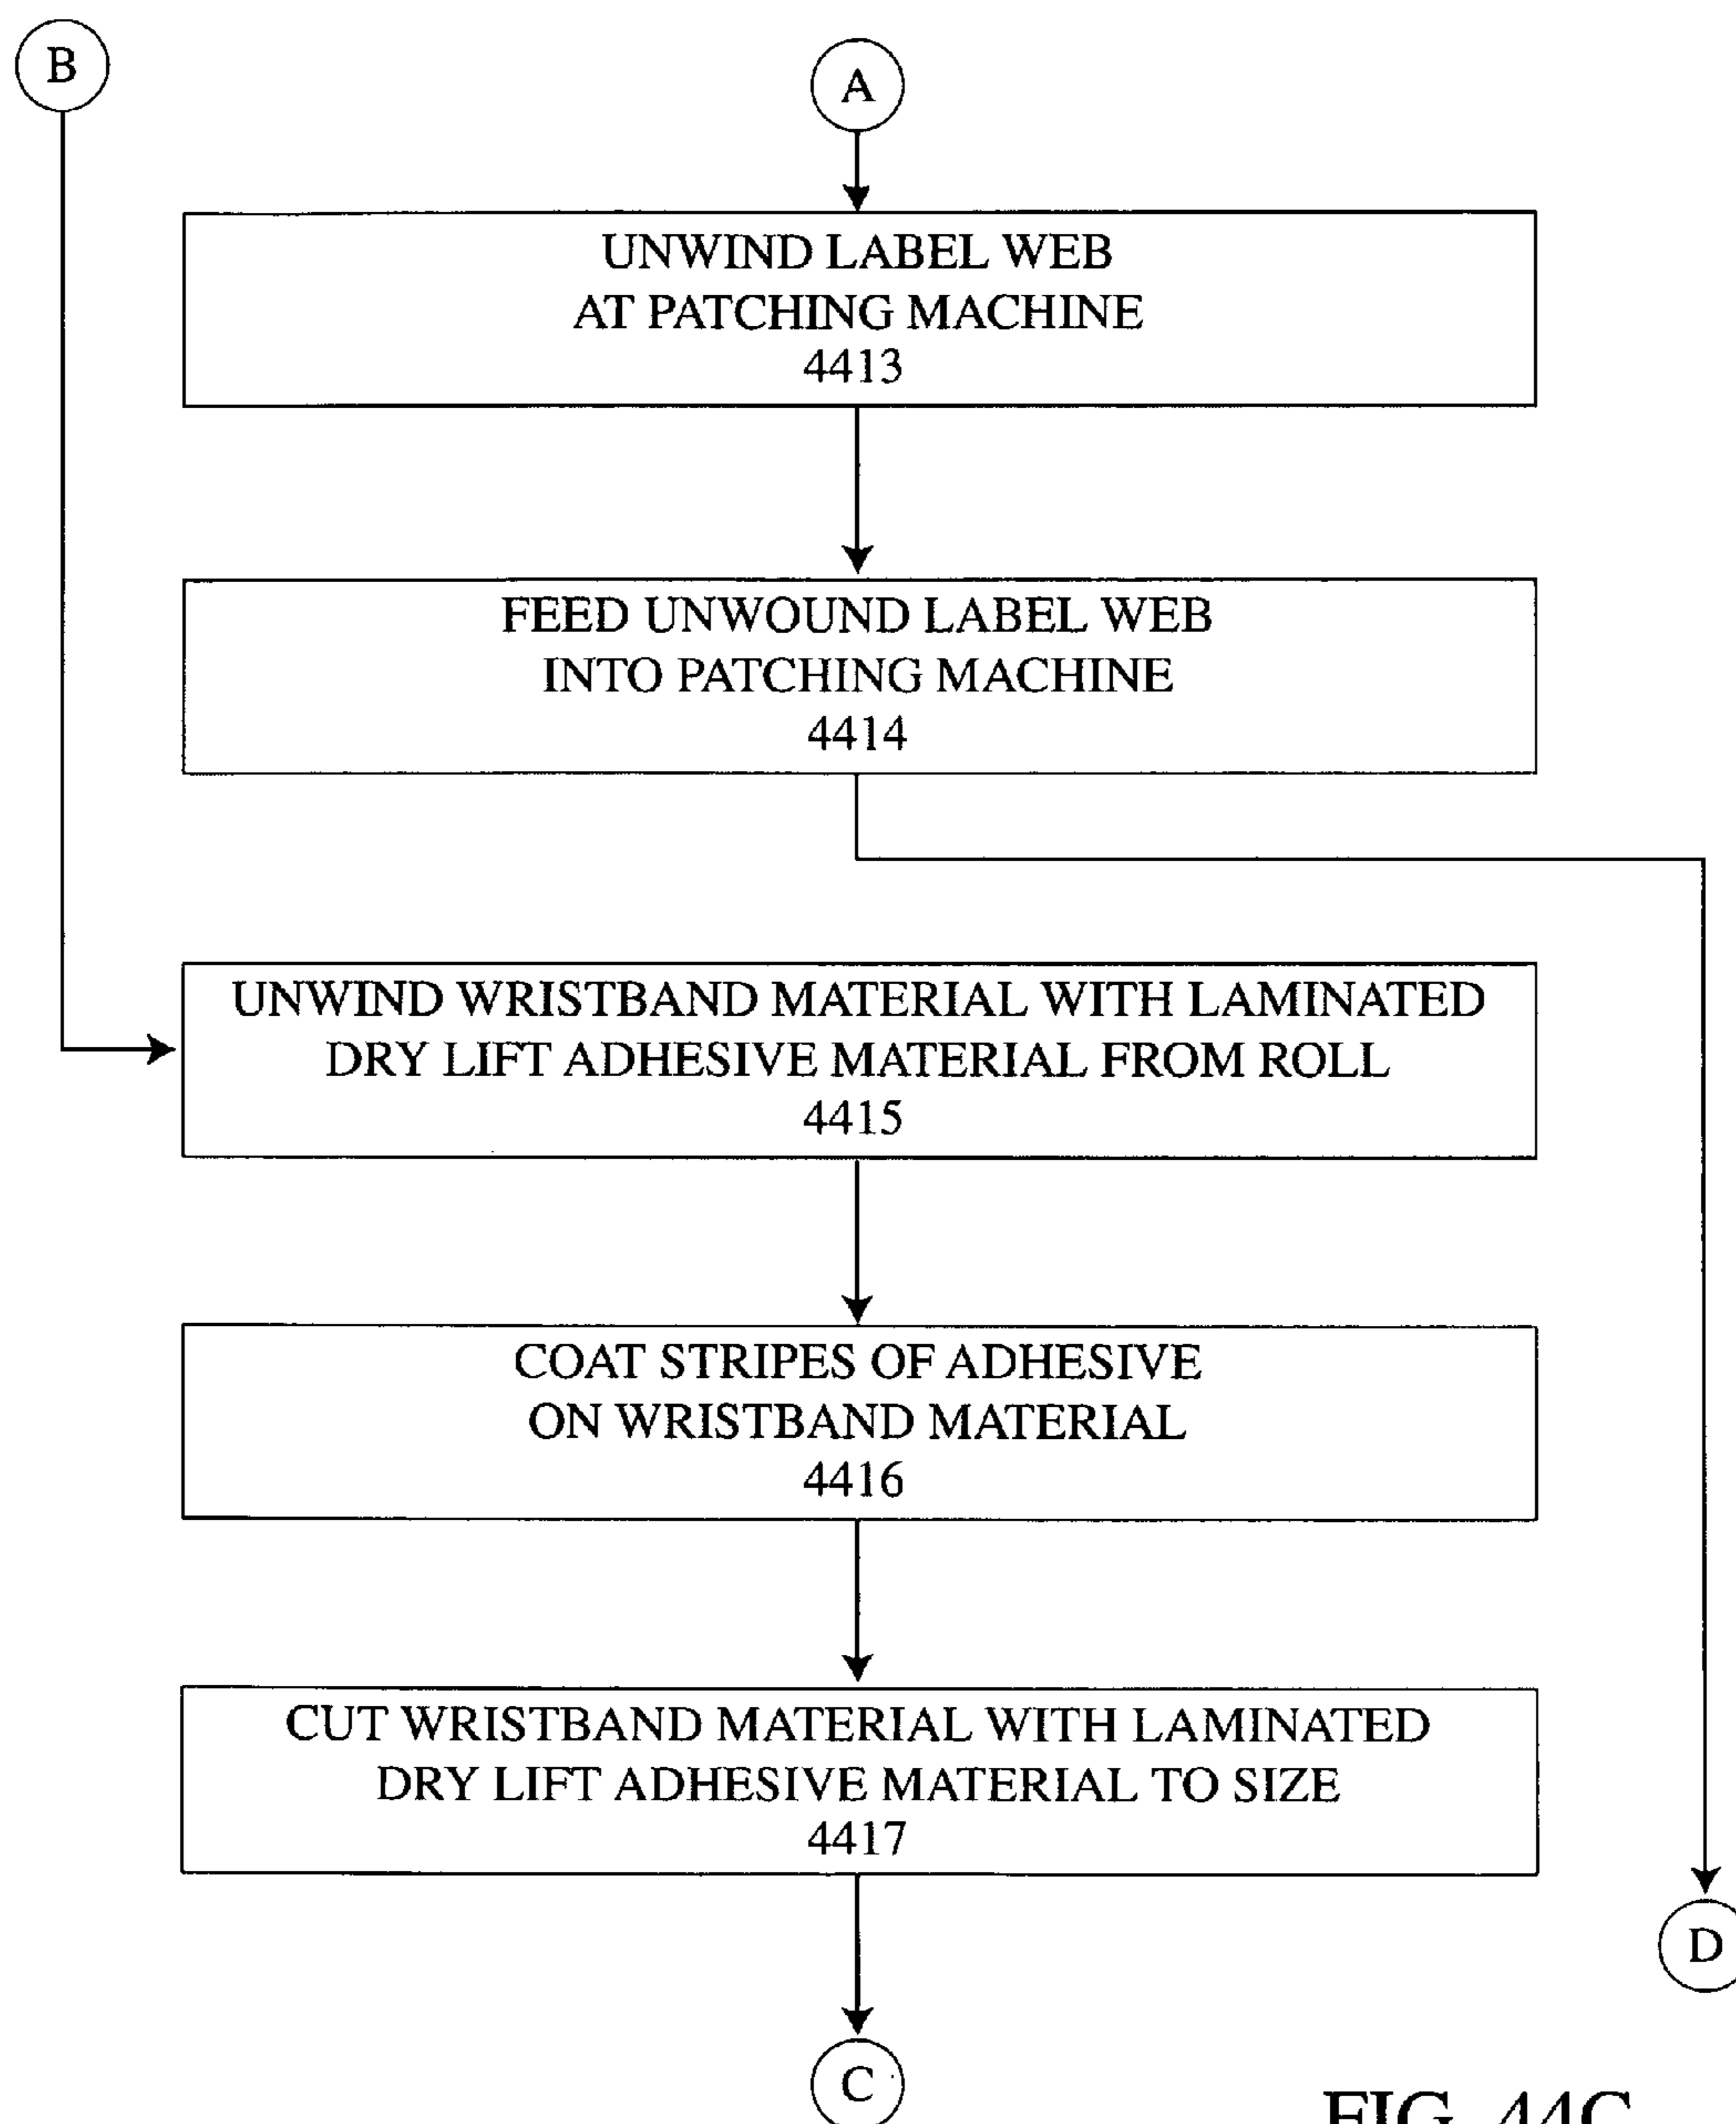 B
A
UNWIND LABEL WEB
AT PATCHING MACHINE
4413
FEED UNWOUND LABEL WEB
INTO PATCHING MACHINE
4414
UNWIND WRISTBAND MATERIAL WITH LAMINATED
DRY LIFT ADHESIVE MATERIAL FROM ROLL
4415
COAT STRIPES OF ADHESIVE
ON WRISTBAND MATERIAL
4416
CUT WRISTBAND MATERIAL WITH LAMINATED
DRY LIFT ADHESIVE MATERIAL TO SIZE
4417
D
C
FIG. 44C